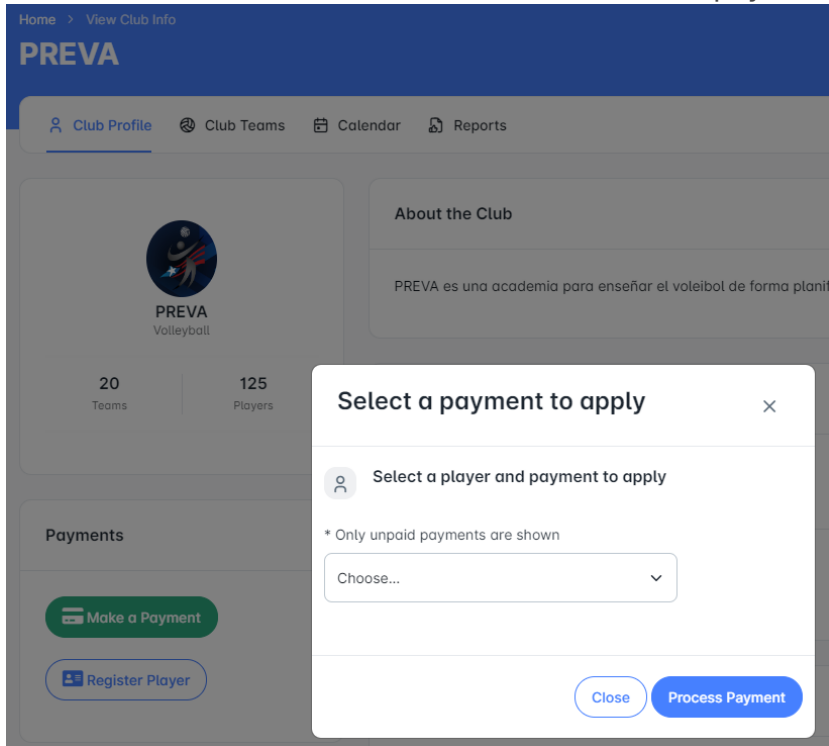 Home > View Club Info
PREVA
Club Profile Club Teams Calendar Reports
About the Club
PREVA es una academia para enseñar el voleibol de forma
PREVA
Volleyball
20 125
Teams Players
Select a payment to apply
Select a player and payment to apply
* Only unpaid payments are shown
Choose...
Payments
Make a Payment
Register Player
Close Process Payment